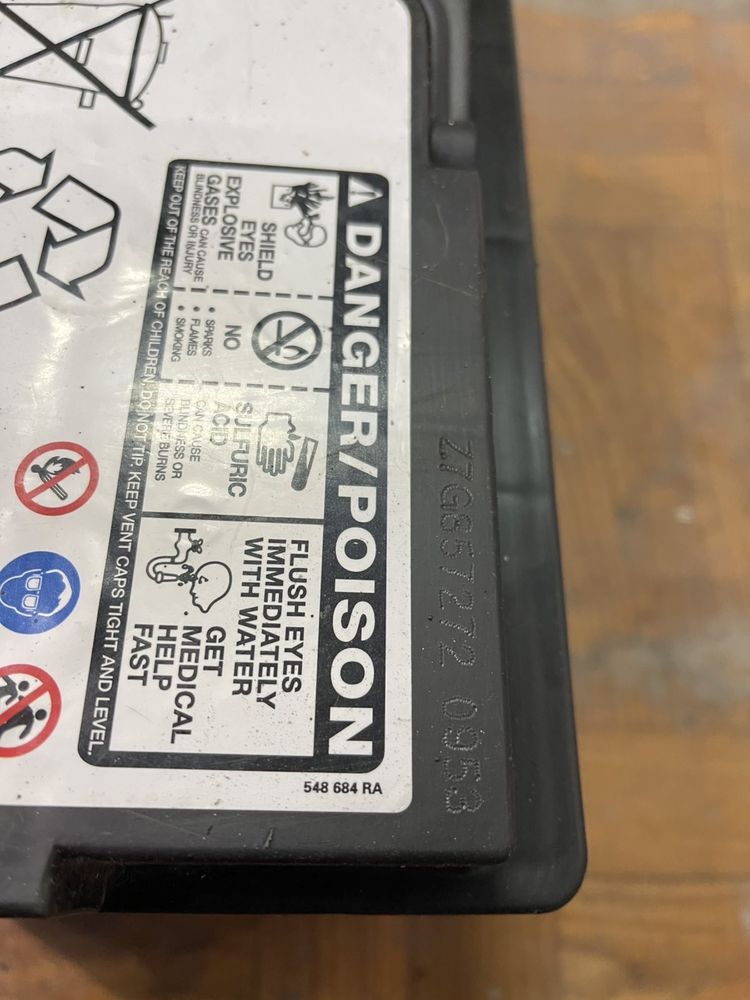 DANGER/POISON
SHIELD
EYES
EXPLOSIVE
GASES CAN CAUSE
BLINDNESS OR INJURY
NO
• SPARKS
• FLAMES
• SMOKING
SULFURIC
ACID
CAN CAUSE
BLINDNESS OR
SEVERE BURNS
FLUSH EYES
IMMEDIATELY
WITH WATER
GET
MEDICAL
HELP
FAST
KEEP OUT OF THE REACH OF CHILDREN. DO NOT TIP. KEEP VENT CAPS TIGHT AND LEVEL.
548 684 RA
Z7G857272 0953